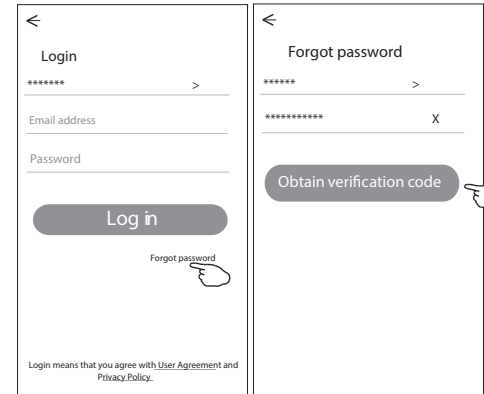 Login
******* >
Email address
Password
Log in
Forgot password
Login means that you agree with User Agreement and
Privacy Policy
Forgot password
****** >
*********** X
Obtain verification code